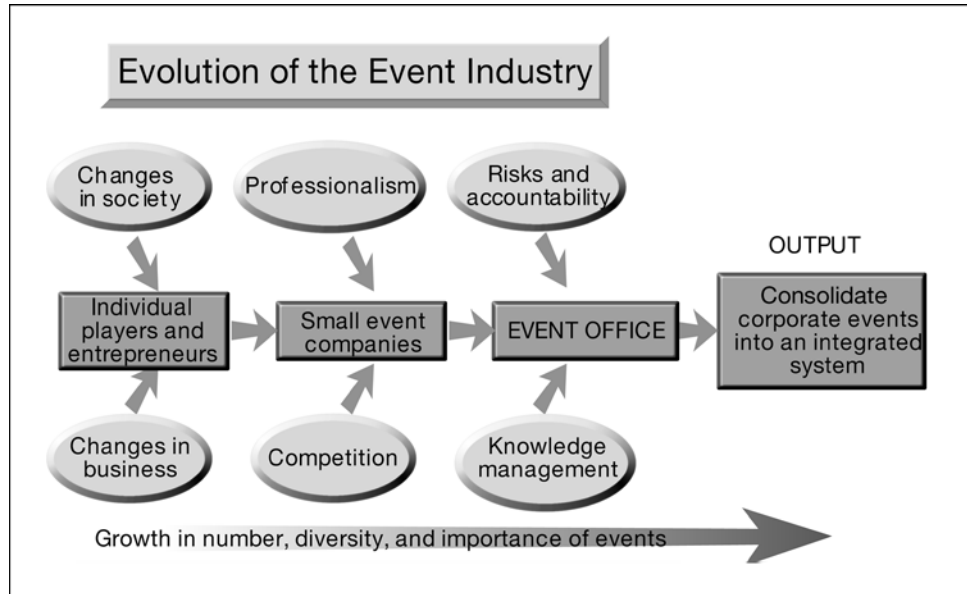 Evolution of the Event Industry
Changes
in society
Professionalism
Risks and
accountability
OUTPUT
Individual
players and
entrepreneurs
Small event
companies
EVENT OFFICE
Consolidate
corporate events
into an integrated
system
Changes in
business
Competition
Knowledge
management
Growth in number, diversity, and importance of events